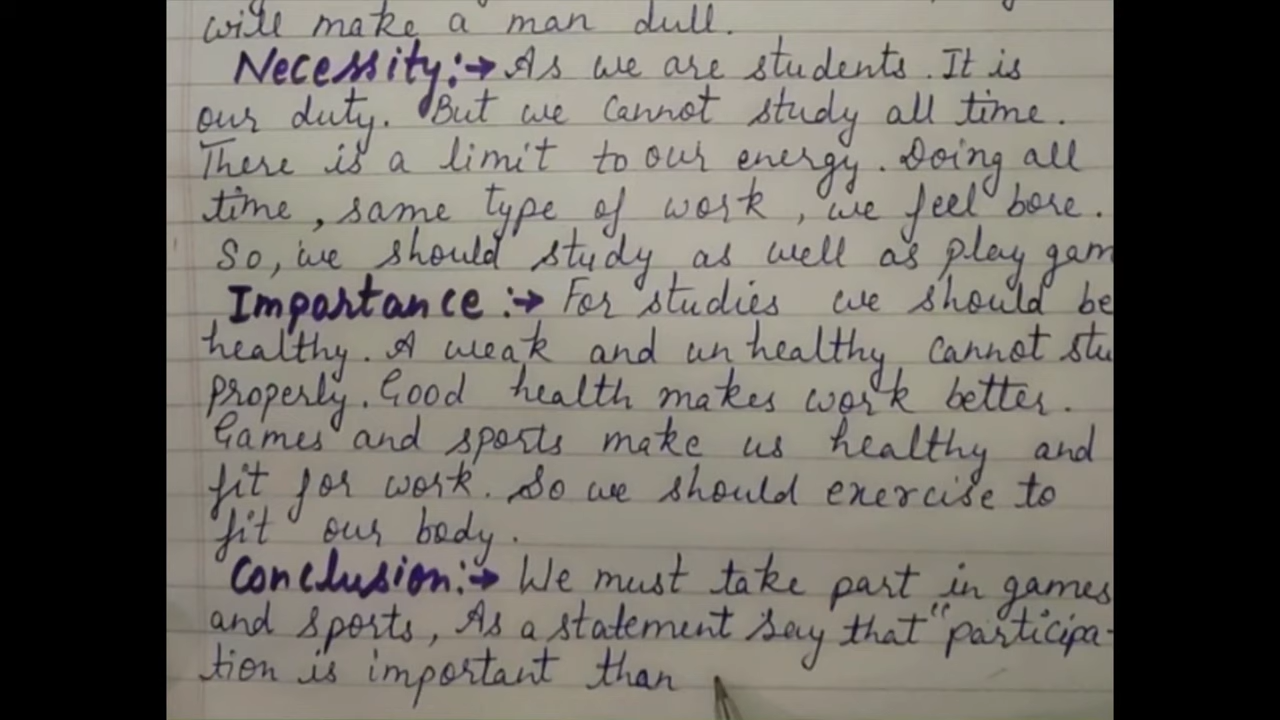 will make a man dull.
Necessity:→ As we are students. It is
our duty. But we cannot study all time.
There is a limit to our energy. Doing all
time, same type of work, we feel bore.
So, we should study as well as play gam
Importance:→ For studies we should be
healthy. A weak and unhealthy cannot stu
properly. Good health makes work better.
Games and sports make us healthy and
fit for work. So we should exercise to
fit our body.
Conclusion:→ We must take part in games
and sports, As a statement say that "participa-
tion is important than